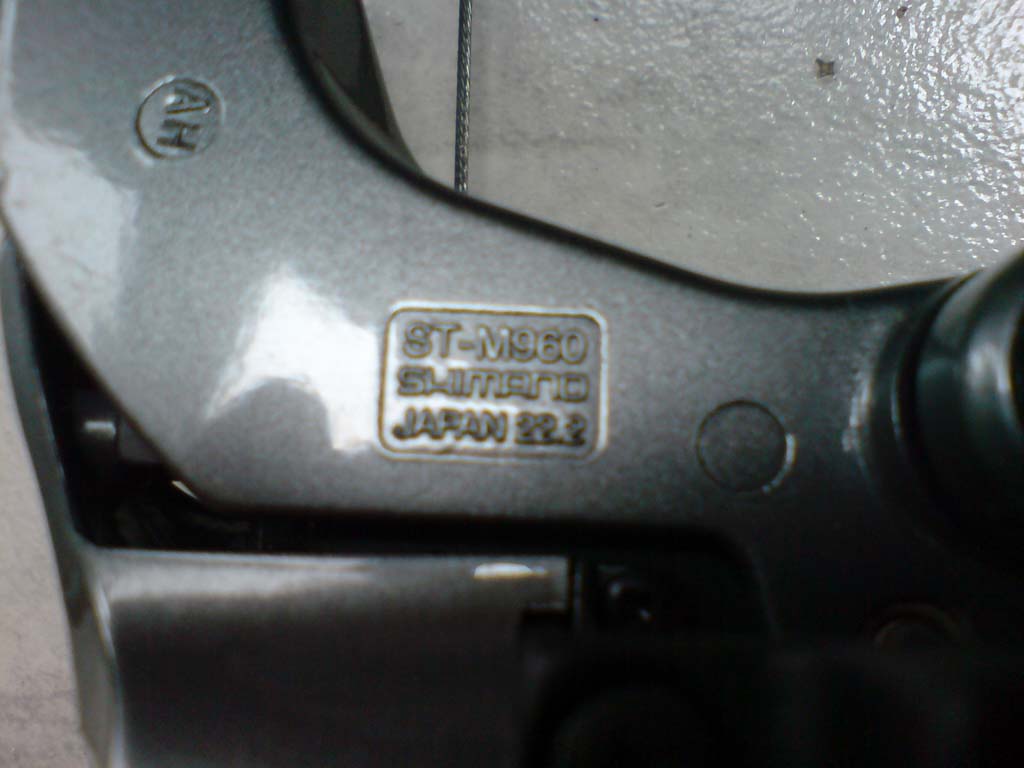 AH
ST-M960
SHIMANO
JAPAN 22.2